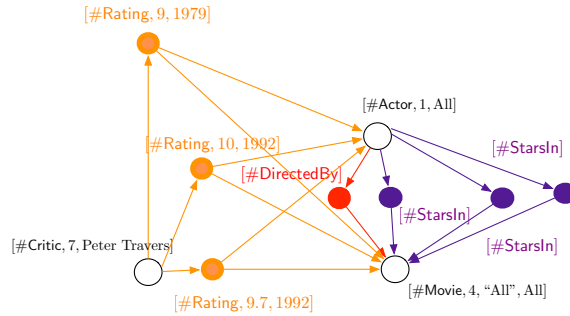 [#Rating, 9, 1979]
[#Actor, 1, All]
[#Rating, 10, 1992]
[#StarsIn]
[#DirectedBy]
[#StarsIn]
[#Critic, 7, Peter Travers]
[#StarsIn]
[#Movie, 4, “All”, All]
[#Rating, 9.7, 1992]